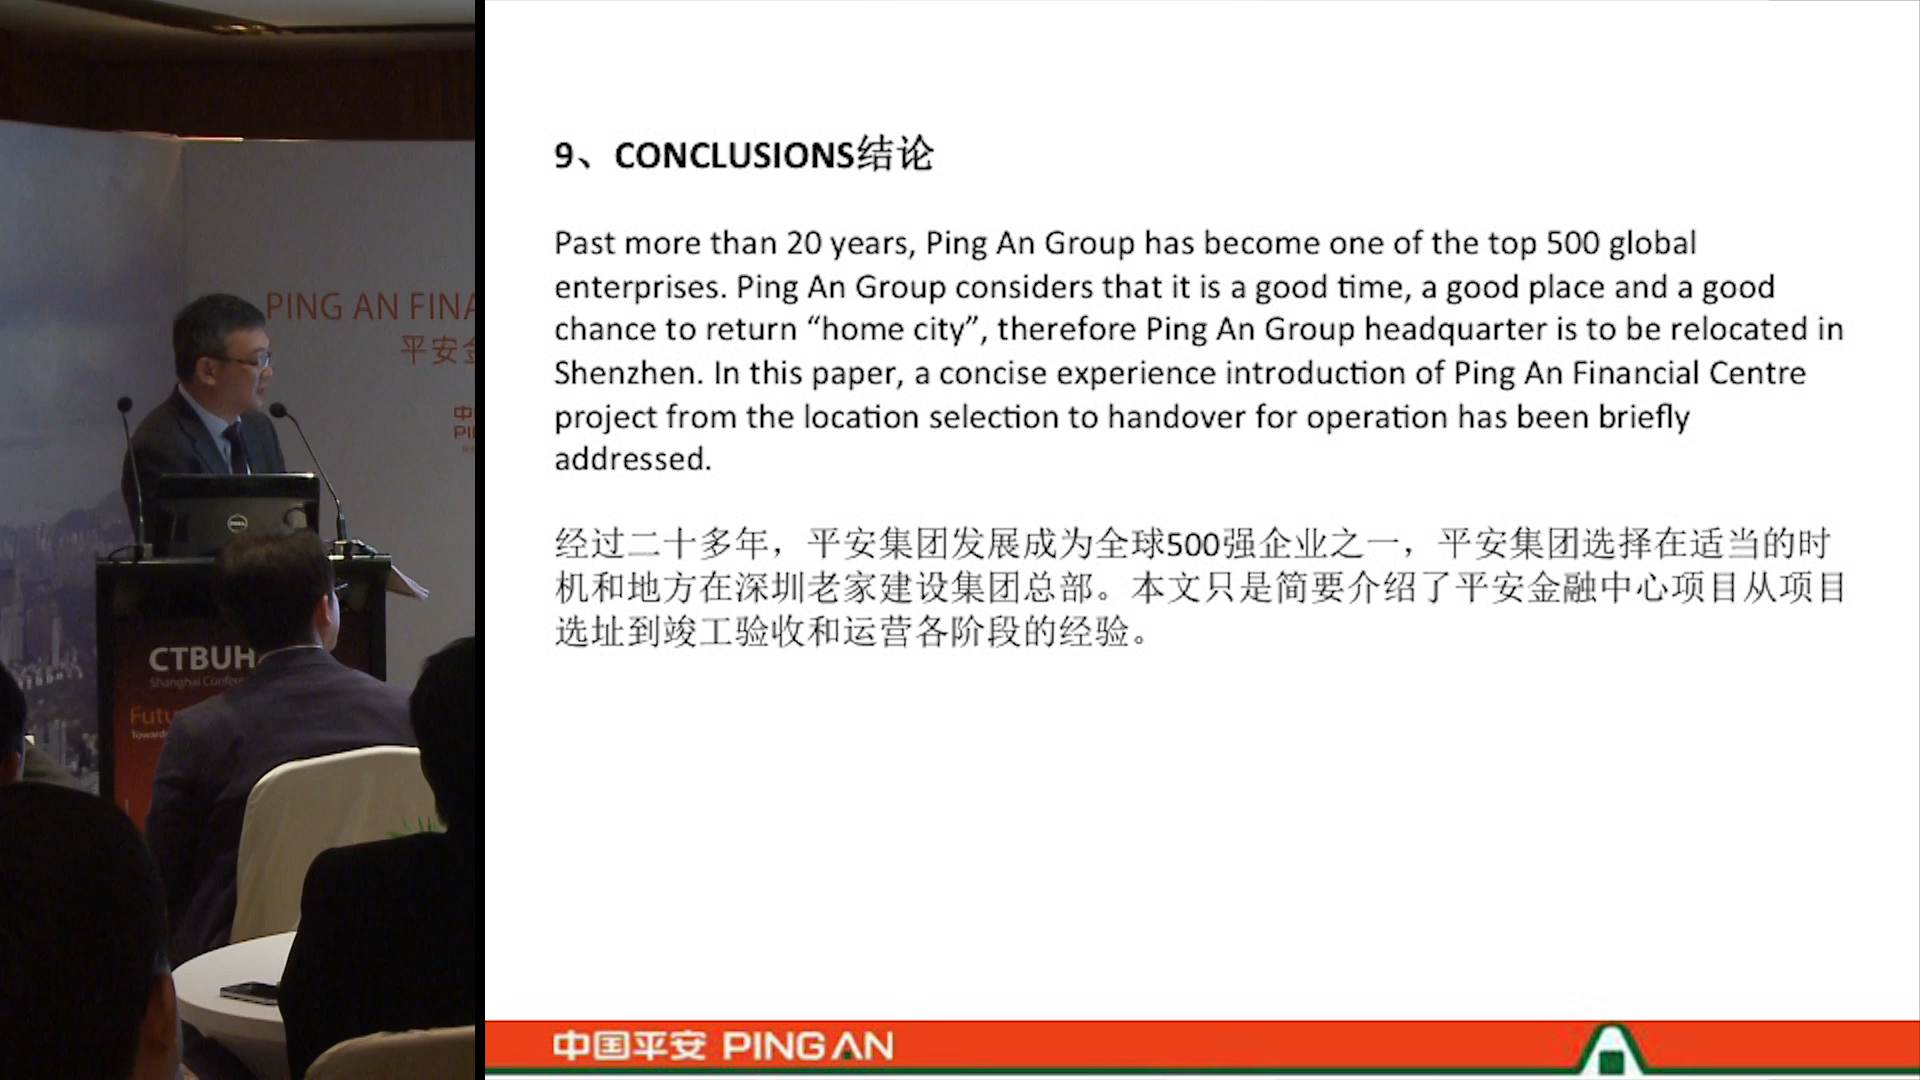 PING AN FINA
平安金
中
PI
CTBUH
Shanghai Confer
Futu
Toward
DELL
9、CONCLUSIONS结论
Past more than 20 years, Ping An Group has become one of the top 500 global
enterprises. Ping An Group considers that it is a good time, a good place and a good
chance to return “home city”, therefore Ping An Group headquarter is to be relocated in
Shenzhen. In this paper, a concise experience introduction of Ping An Financial Centre
project from the location selection to handover for operation has been briefly
addressed.
经过二十多年，平安集团发展成为全球500强企业之一，平安集团选择在适当的时
机和地方在深圳老家建设集团总部。本文只是简要介绍了平安金融中心项目从项目
选址到竣工验收和运营各阶段的经验。
中国平安 PING AN